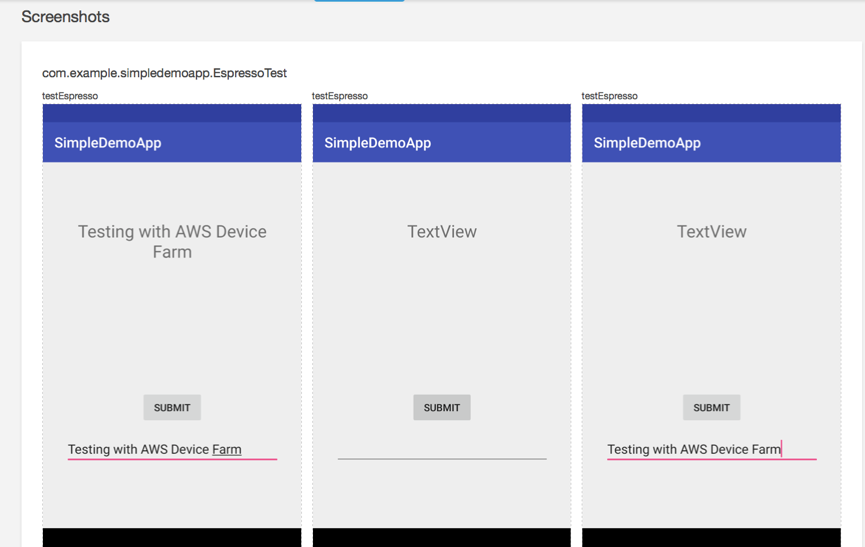 Screenshots
com.example.simpledemoapp.EspressoTest
testEspresso
SimpleDemoApp
Testing with AWS Device
Farm
SUBMIT
Testing with AWS Device Farm
testEspresso
SimpleDemoApp
TextView
SUBMIT
testEspresso
SimpleDemoApp
TextView
SUBMIT
Testing with AWS Device Farm